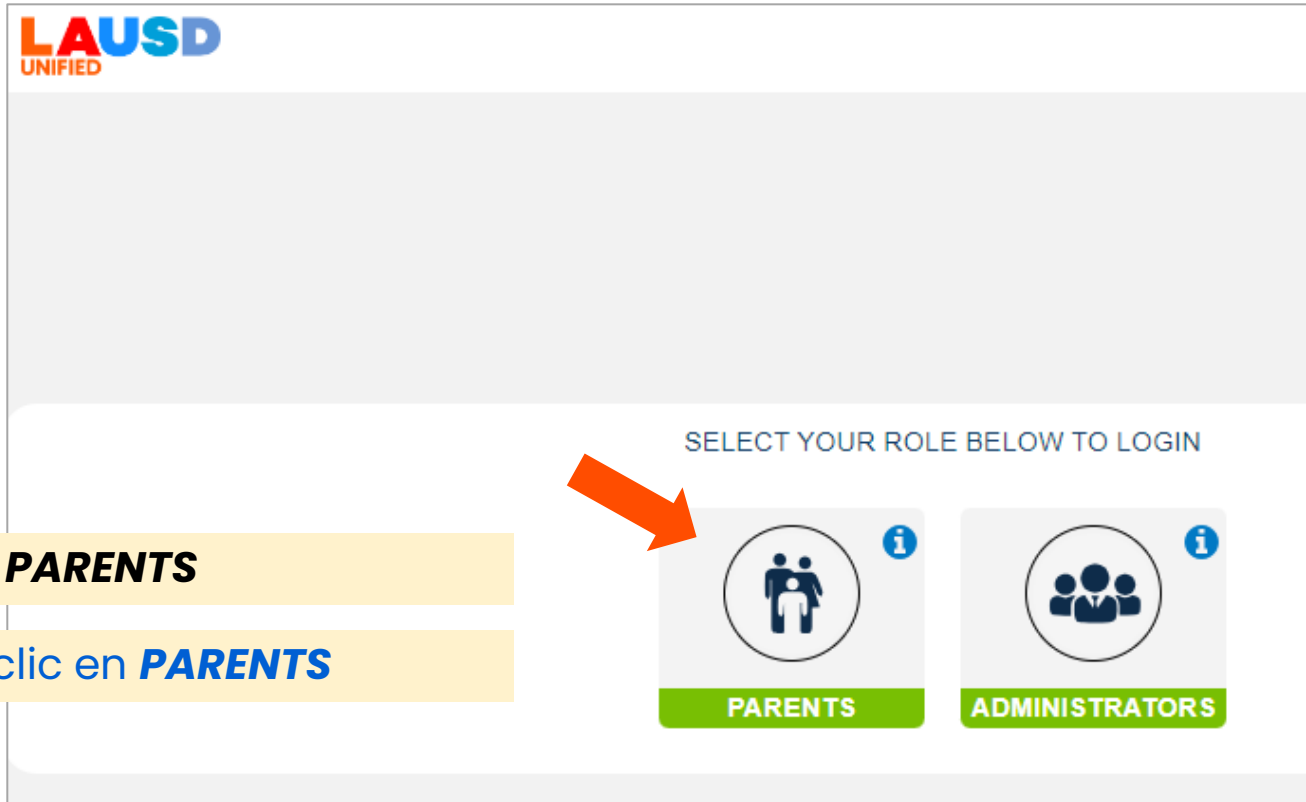 LAUSD
UNIFIED
SELECT YOUR ROLE BELOW TO LOGIN
PARENTS
clic en PARENTS
PARENTS
ADMINISTRATORS